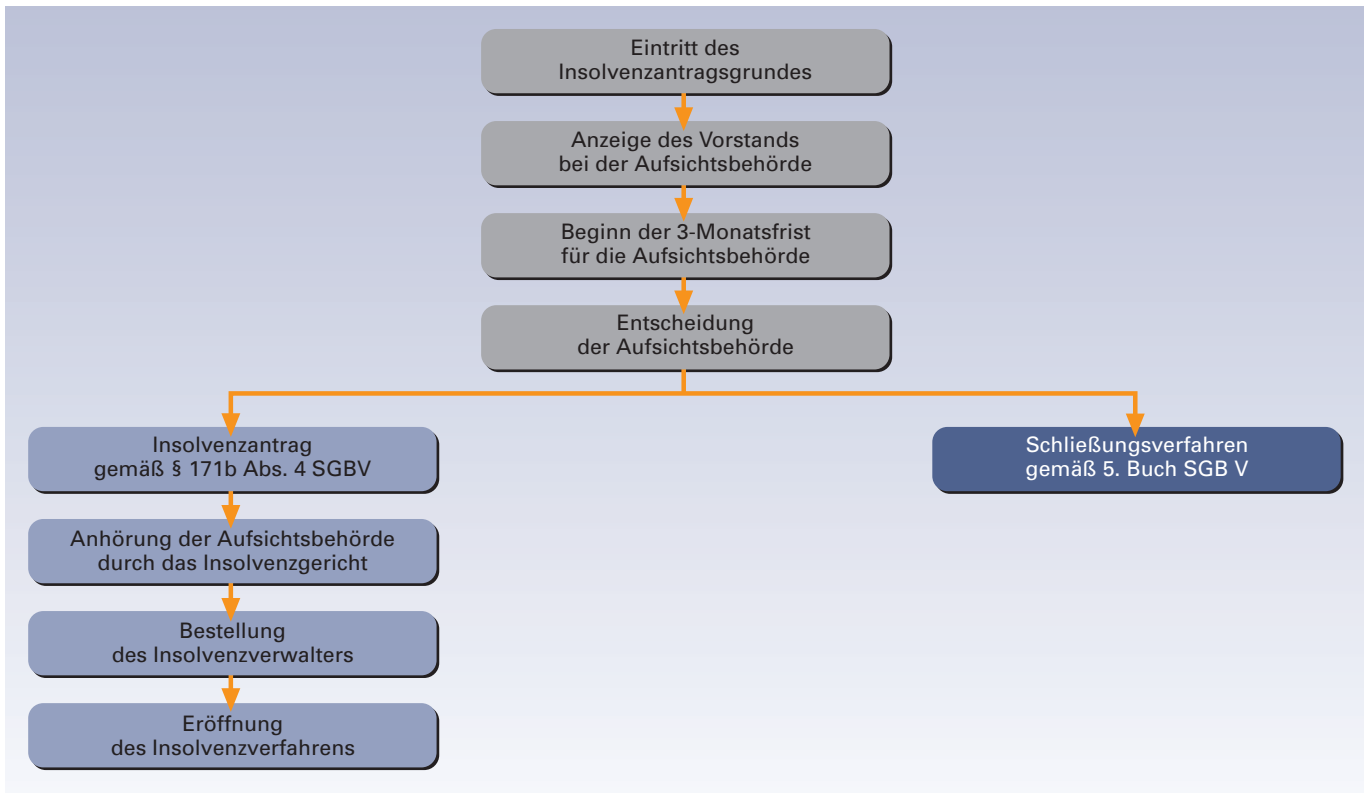 Eintritt des
Insolvenzantragsgrundes
Anzeige des Vorstands
bei der Aufsichtsbehörde
Beginn der 3-Monatsfrist
für die Aufsichtsbehörde
Entscheidung
der Aufsichtsbehörde
Insolvenzantrag
gemäß § 171b Abs. 4 SGBV
Anhörung der Aufsichtsbehörde
durch das Insolvenzgericht
Bestellung
des Insolvenzverwalters
Eröffnung
des Insolvenzverfahrens
Schließungsverfahren
gemäß 5. Buch SGB V